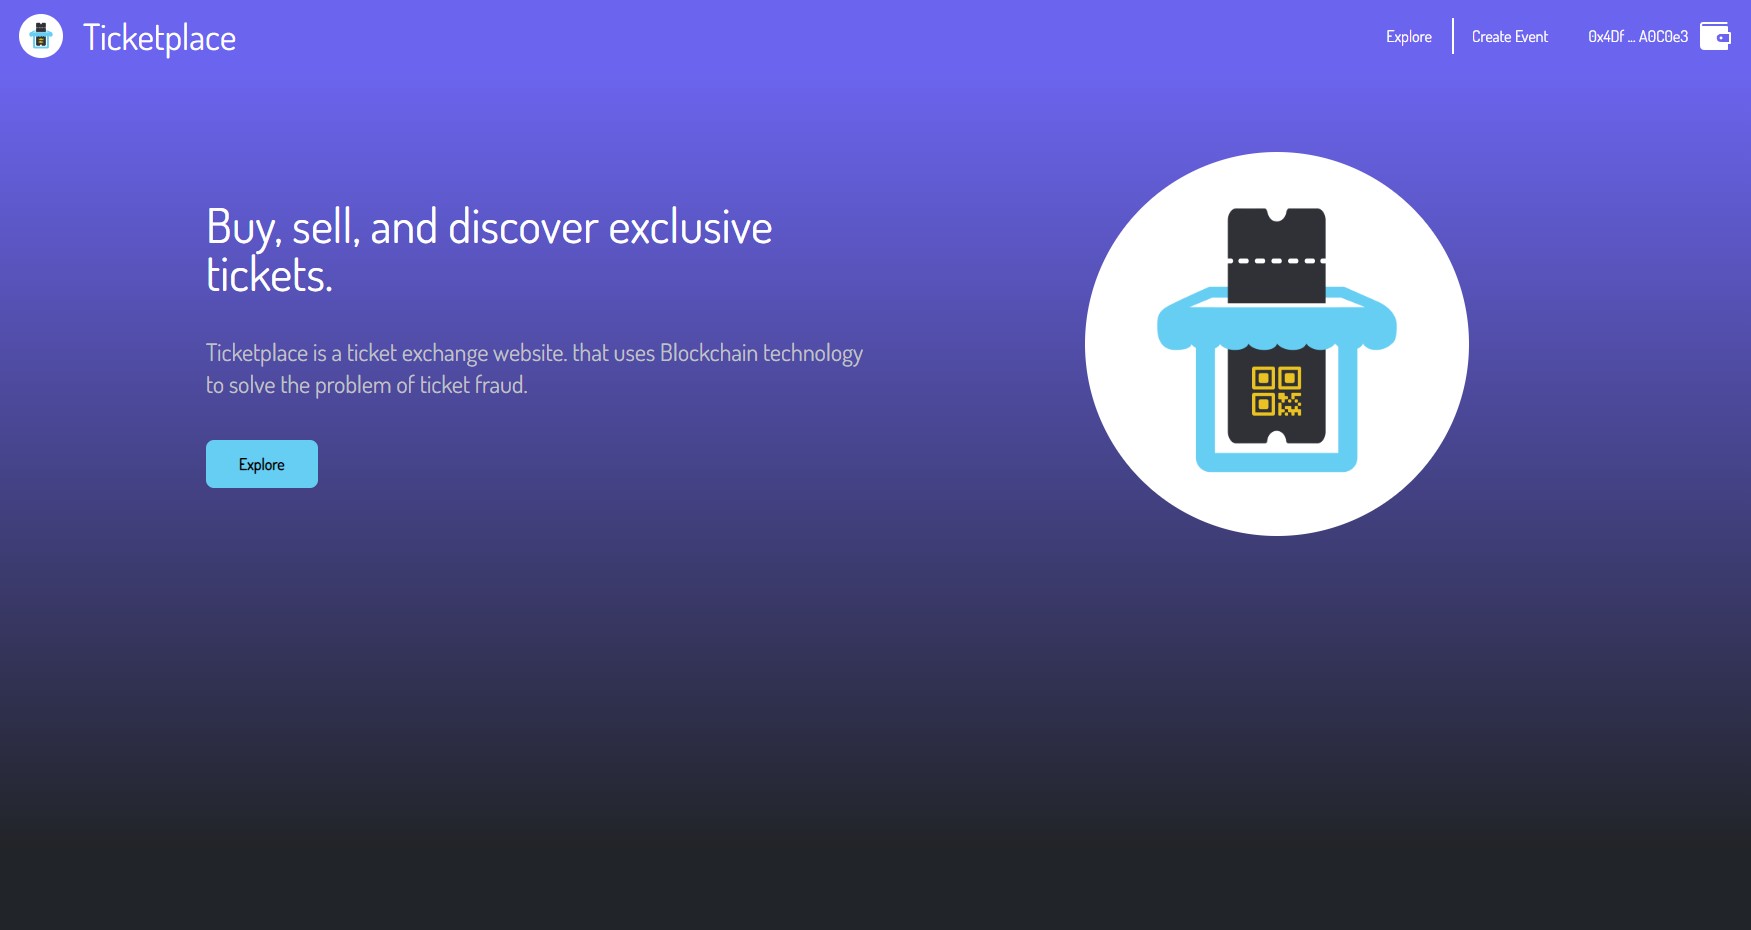 Ticketplace
Explore
Create Event
0x4Df ... A0C0e3
Buy, sell, and discover exclusive
tickets.
Ticketplace is a ticket exchange website. that uses Blockchain technology
to solve the problem of ticket fraud.
Explore